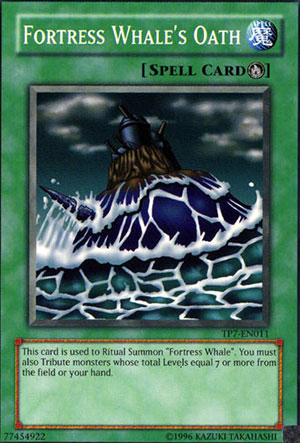 FORTRESS WHALE'S OATH
魔
[SPELL CARD]
TP7-EN011
This card is used to Ritual Summon "Fortress Whale". You must
also Tribute monsters whose total Levels equal 7 or more from
the field or your hand.
77454922
©1996 KAZUKI TAKAHASHI